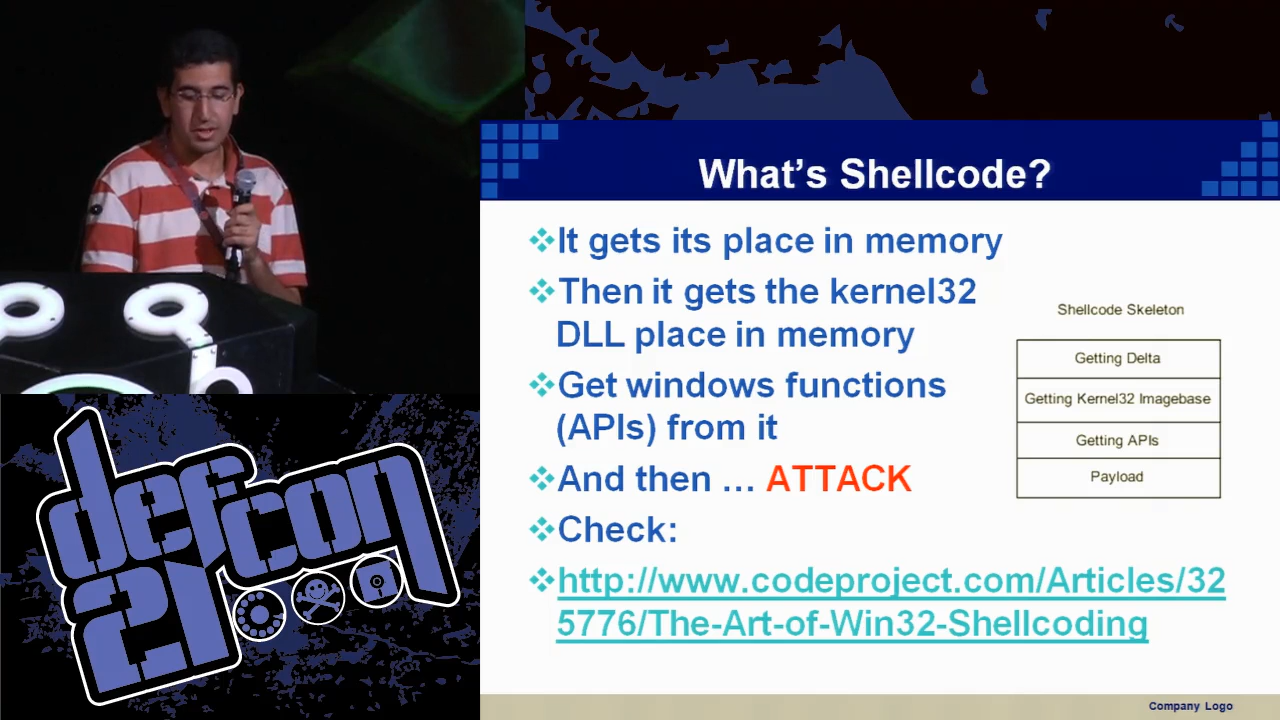 What's Shellcode?
It gets its place in memory
Then it gets the kernel32
DLL place in memory
Get windows functions
(APIs) from it
And then … ATTACK
Check:
http://www.codeproject.com/Articles/32
5776/The-Art-of-Win32-Shellcoding
Shellcode Skeleton
Getting Delta
Getting Kernel32 Imagebase
Getting APIs
Payload
Company Logo
defcon
21